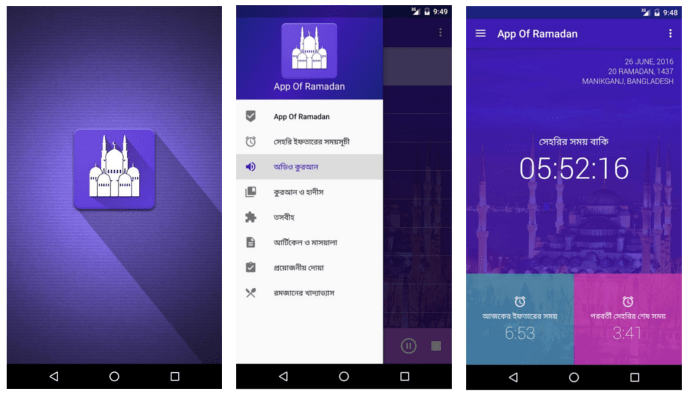 9:49
App Of Ramadan
App Of Ramadan
সেহরি ইফতারের সময়সূচী
অডিও কুরআন
কুরআন ও হাদীস
তসবীহ
আর্টিকেল ও মাসয়ালা
প্রয়োজনীয় দোয়া
রমজানের খাদ্যাভ্যাস
9:48
App Of Ramadan
26 JUNE, 2016
20 RAMADAN, 1437
MANIKGANJ, BANGLADESH
সেহরির সময় বাকি
05:52:16
আজকের ইফতারের সময়
6:53
পরবর্তী সেহরির শেষ সময়
3:41